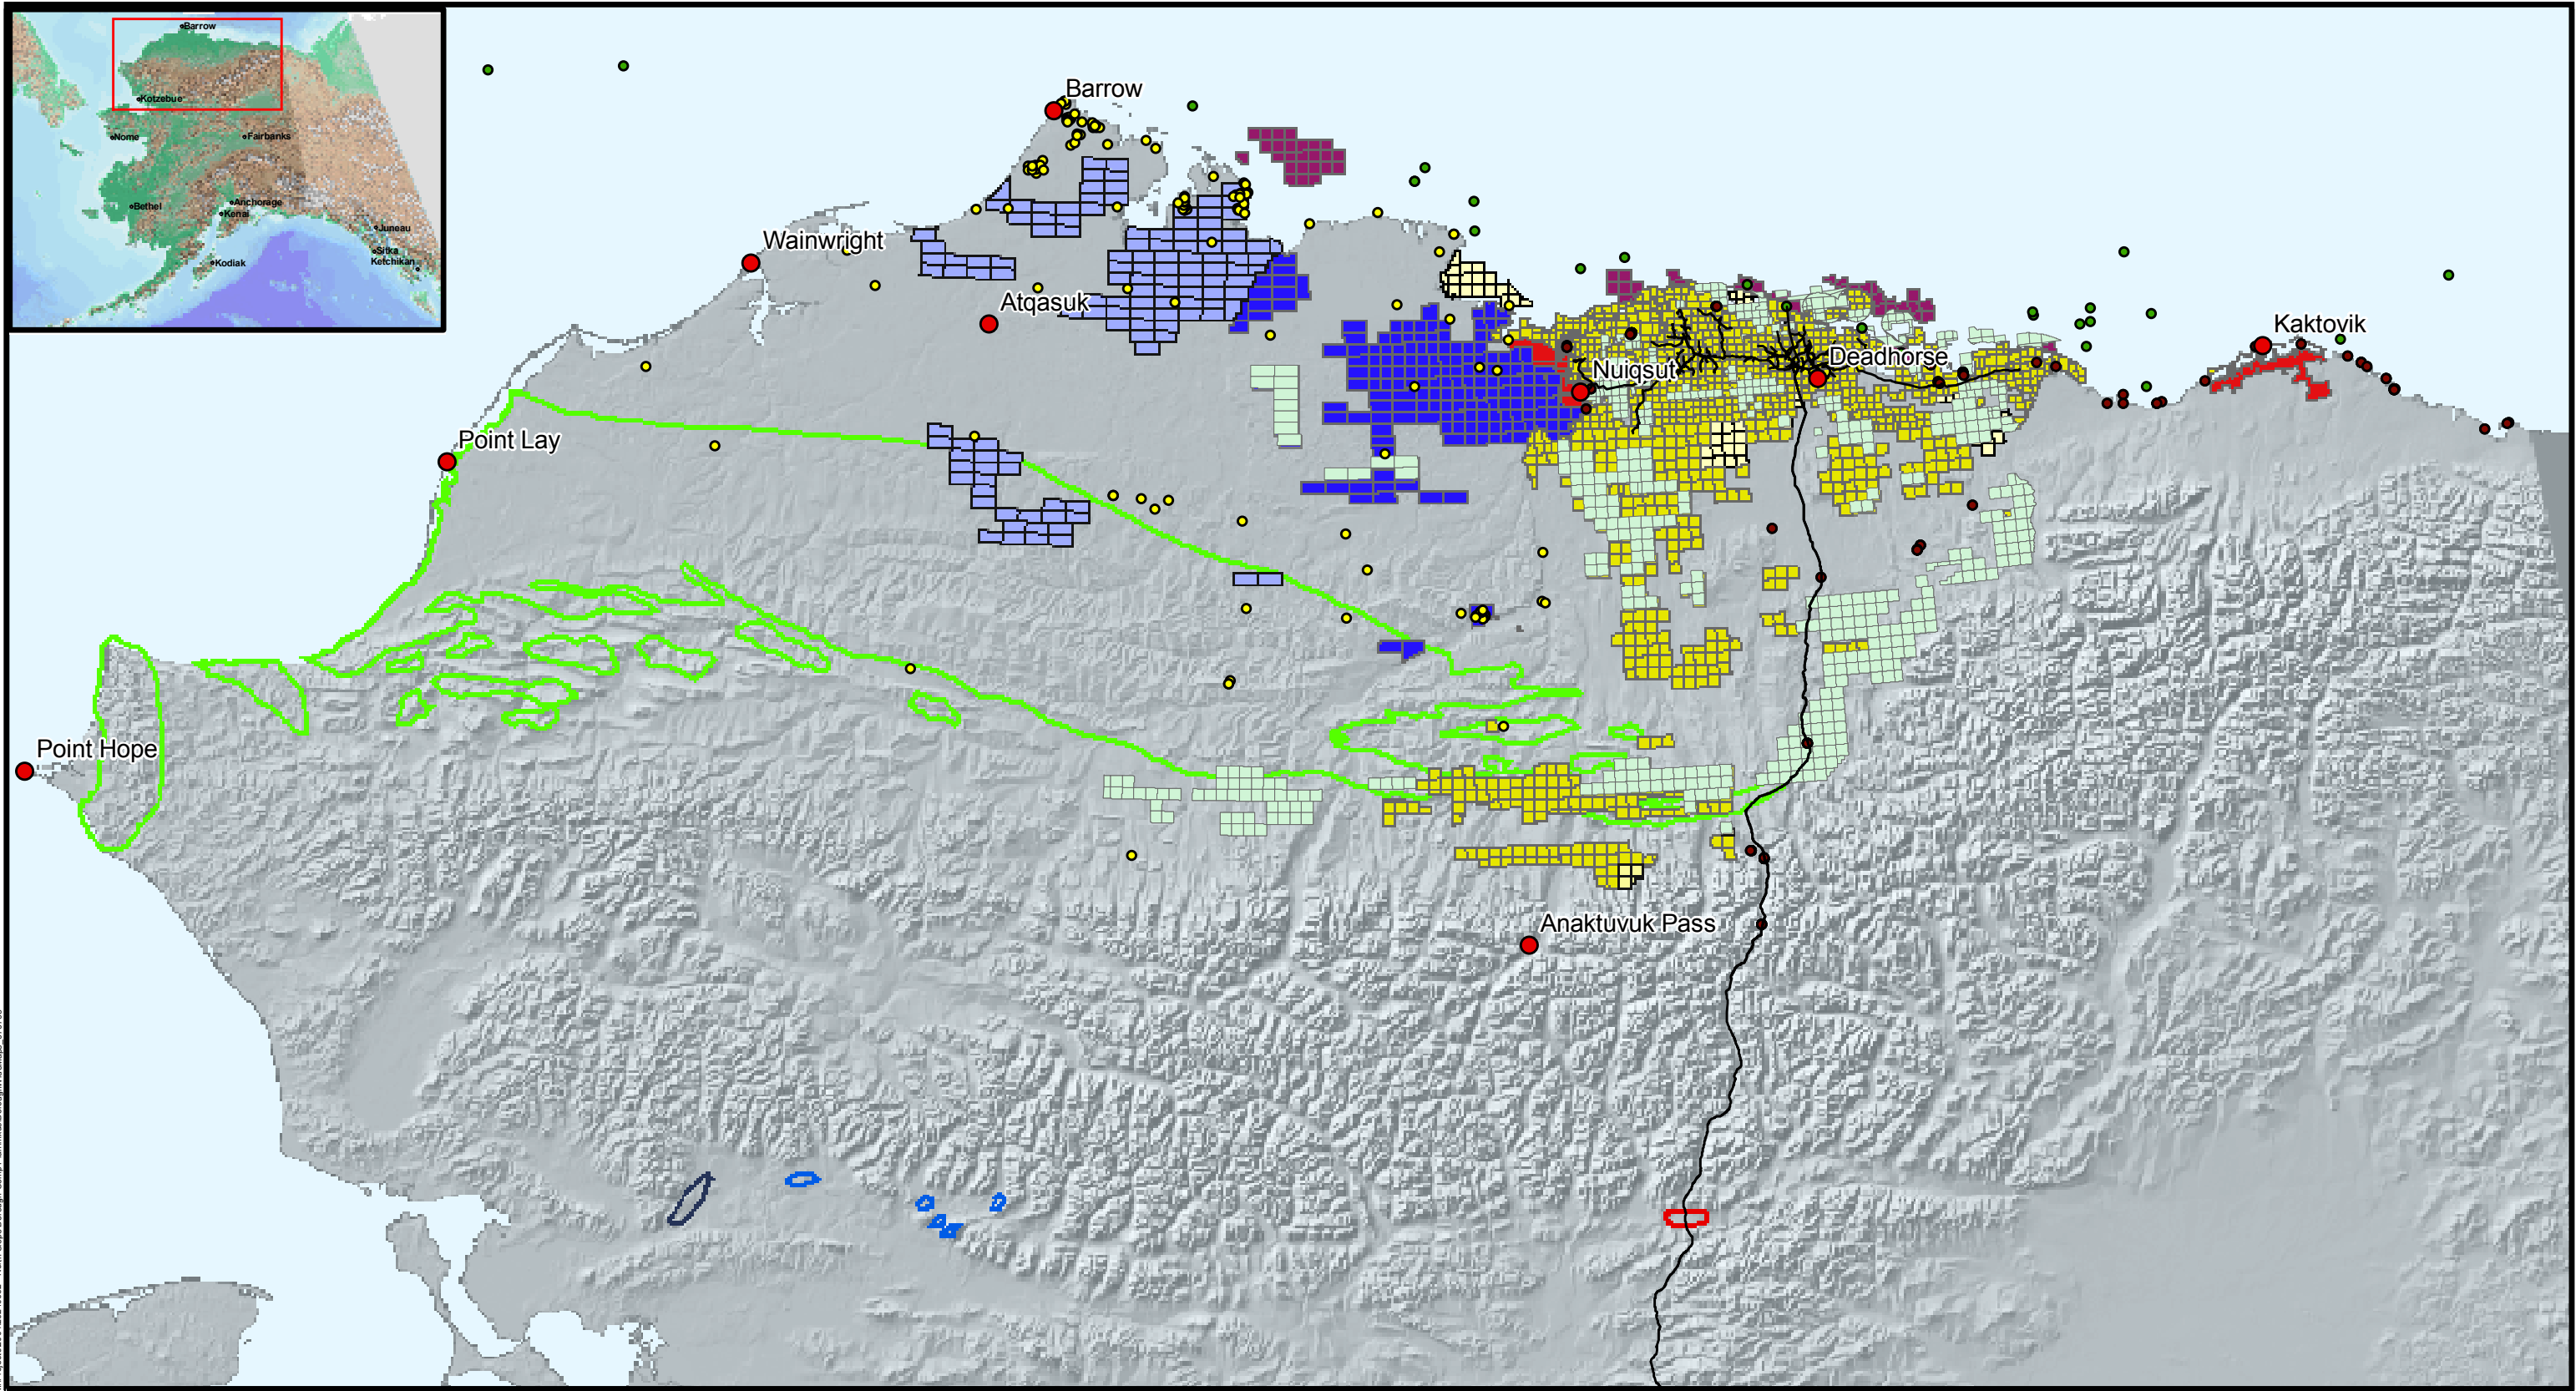 Barrow
Kotzebue
Nome
Fairbanks
Bethel
Anchorage
Kenai
Juneau
Sitka
Ketchikan
Kodiak
Barrow
Wainwright
Atqasuk
Kaktovik
Deadhorse
Nuiqsut
Point Lay
Point Hope
Anaktuvuk Pass